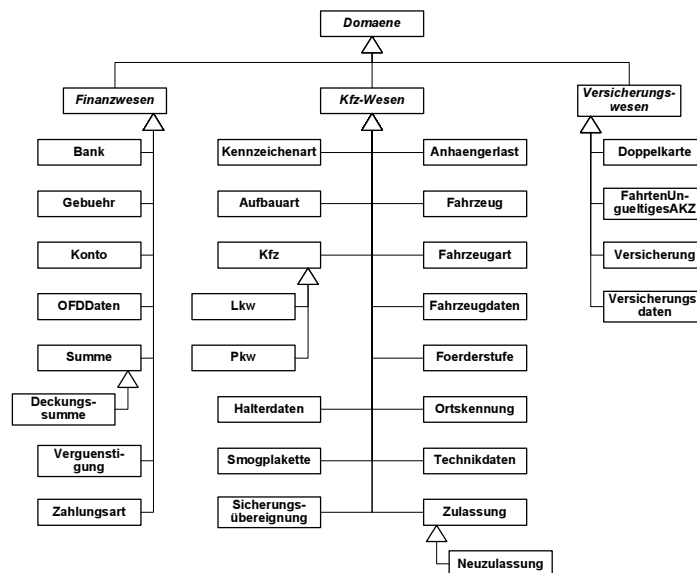 Domaene
Finanzwesen
Kfz-Wesen
Versicherungs-
wesen
Bank
Kennzeichenart
Anhaengerlast
Doppelkarte
Gebuehr
Aufbauart
Fahrzeug
FahrtenUn-
gueltigesAKZ
Konto
Kfz
Fahrzeugart
Versicherung
OFDDaten
Lkw
Fahrzeugdaten
Versicherungs
daten
Summe
Pkw
Foerderstufe
Deckungs-
summe
Halterdaten
Ortskennung
Verguensti-
gung
Smogplakette
Technikdaten
Zahlungsart
Sicherungs-
übereignung
Zulassung
Neuzulassung